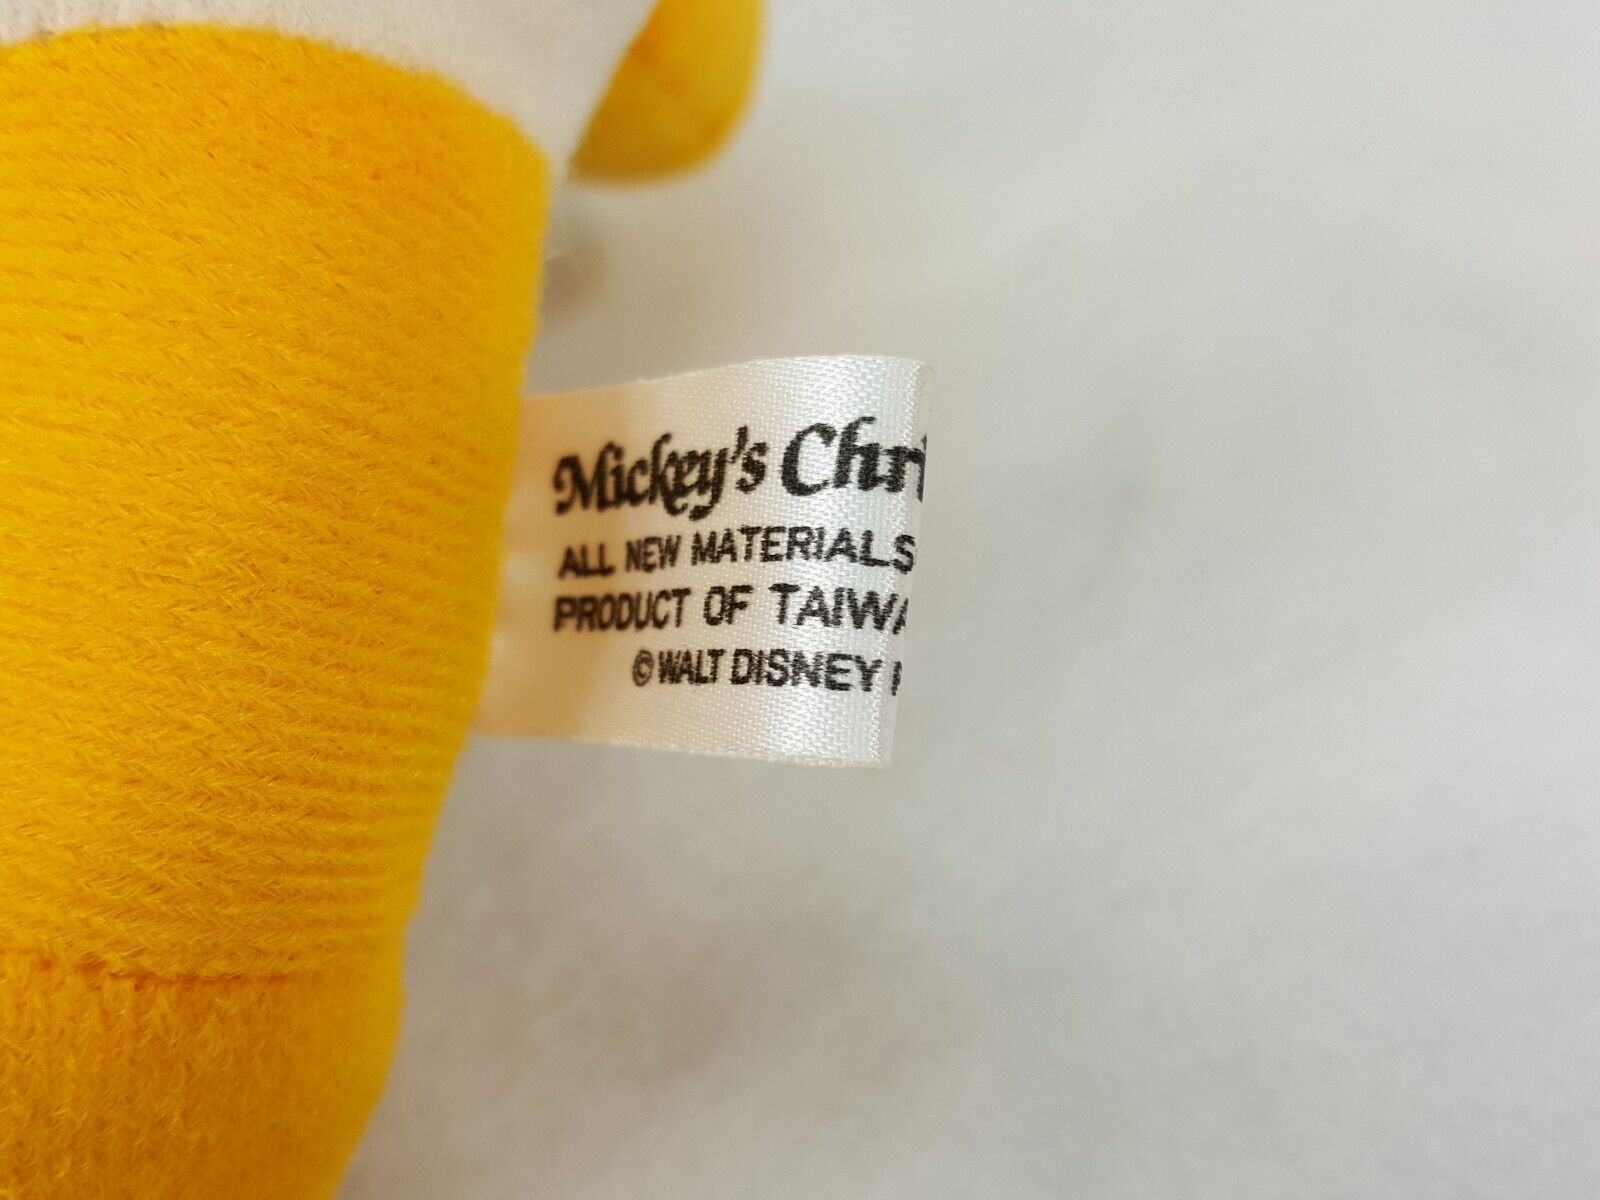 Mickey's Chri
ALL NEW MATERIALS
PRODUCT OF TAIWA
© WALT DISNEY